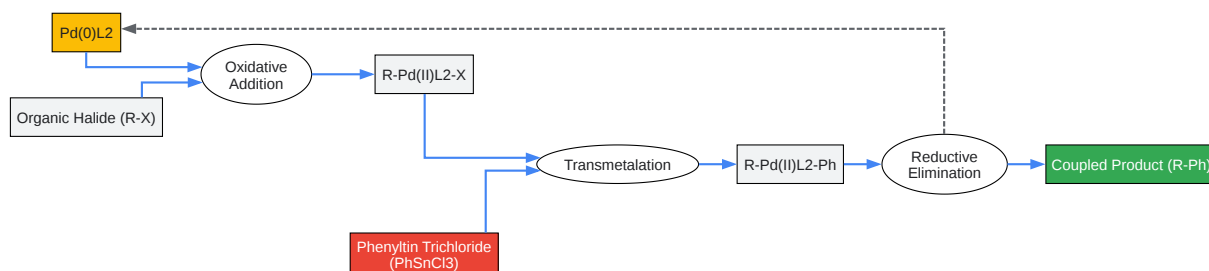 Pd(0)L2
Oxidative
Addition
R-Pd(II)L2-X
Organic Halide (R-X)
Transmetalation
R-Pd(II)L2-Ph
Reductive
Elimination
Coupled Product (R-Ph)
Phenyltin Trichloride
(PhSnCl3)